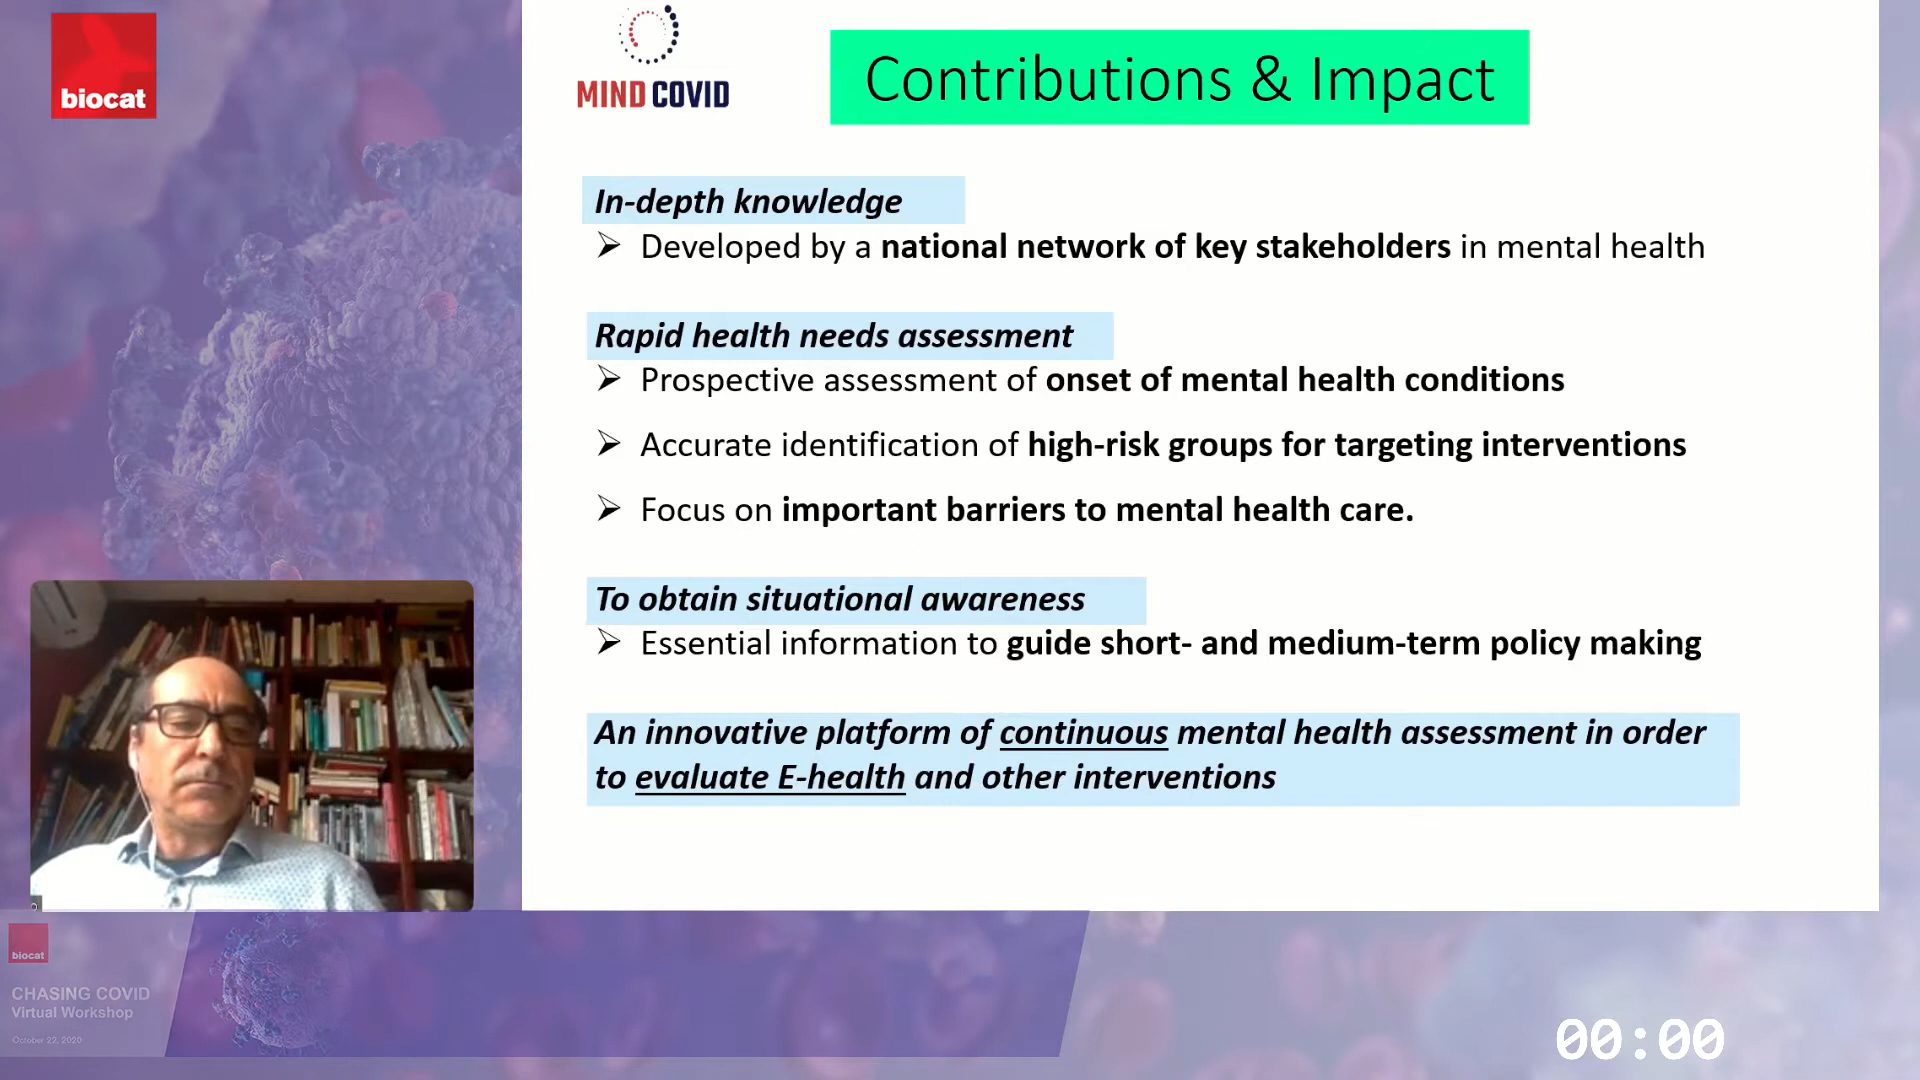 biocat
MIND COVID
Contributions & Impact
In-depth knowledge
Developed by a national network of key stakeholders in mental health
Rapid health needs assessment
Prospective assessment of onset of mental health conditions
Accurate identification of high-risk groups for targeting interventions
Focus on important barriers to mental health care.
To obtain situational awareness
Essential information to guide short- and medium-term policy making
An innovative platform of continuous mental health assessment in order
to evaluate E-health and other interventions
biocat
CHASING COVID
Virtual Workshop
October 22, 2020
00:00